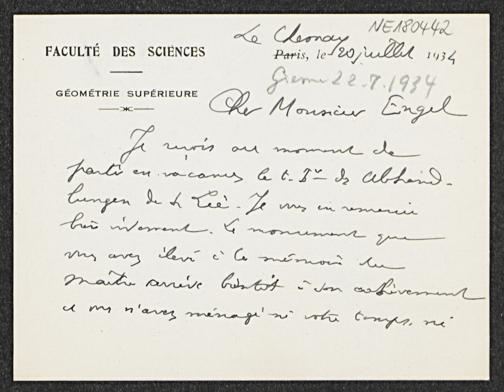 NE180442
Le Chesnay
FACULTÉ DES SCIENCES
Paris, le 20 juillet 1934
22.7.1934
GÉOMÉTRIE SUPÉRIEURE
Cher Monsieur Engel
Je reçois au moment de
partir en vacances le t. de Abhand-
lungen de S. Lie. Je vous en remercie
bien vivement. Le monument que
vous avez élevé à la mémoire du
maître arrive bientôt à son achèvement
et vous n'avez ménagé ni votre temps, ni